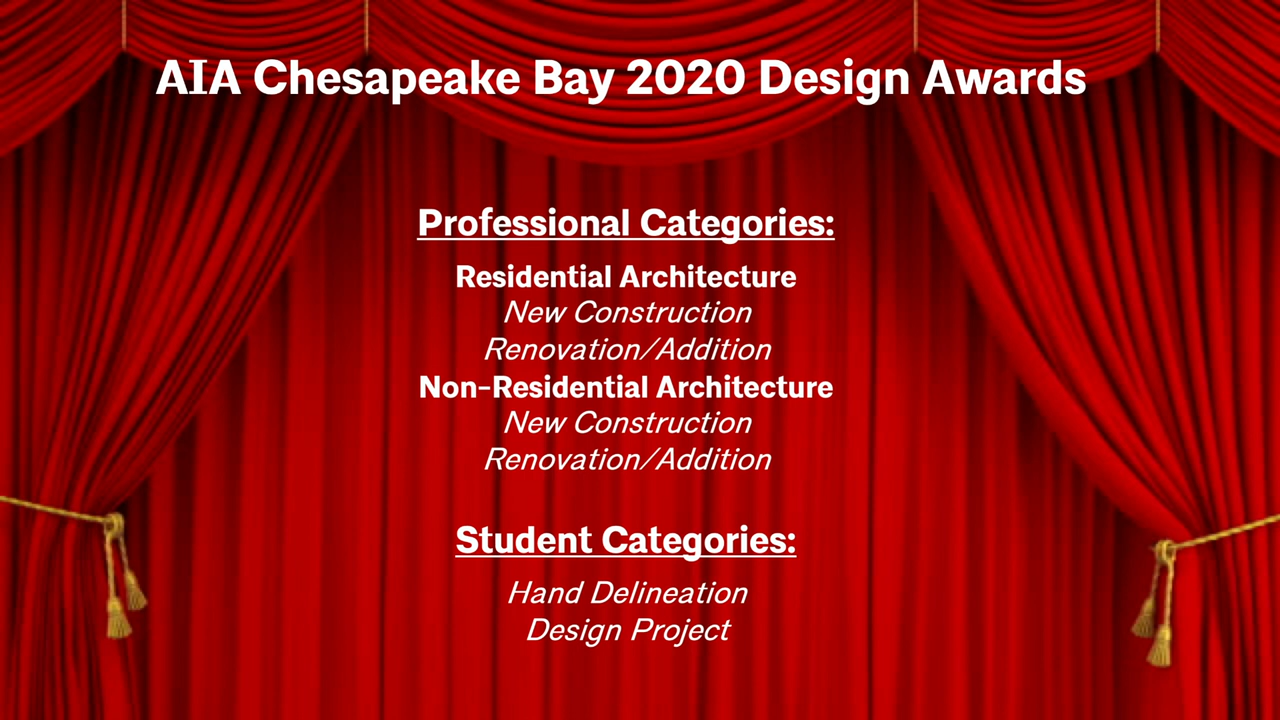 AIA Chesapeake Bay 2020 Design Awards
Professional Categories:
Residential Architecture
New Construction
Renovation/Addition
Non-Residential Architecture
New Construction
Renovation/Addition
Student Categories:
Hand Delineation
Design Project